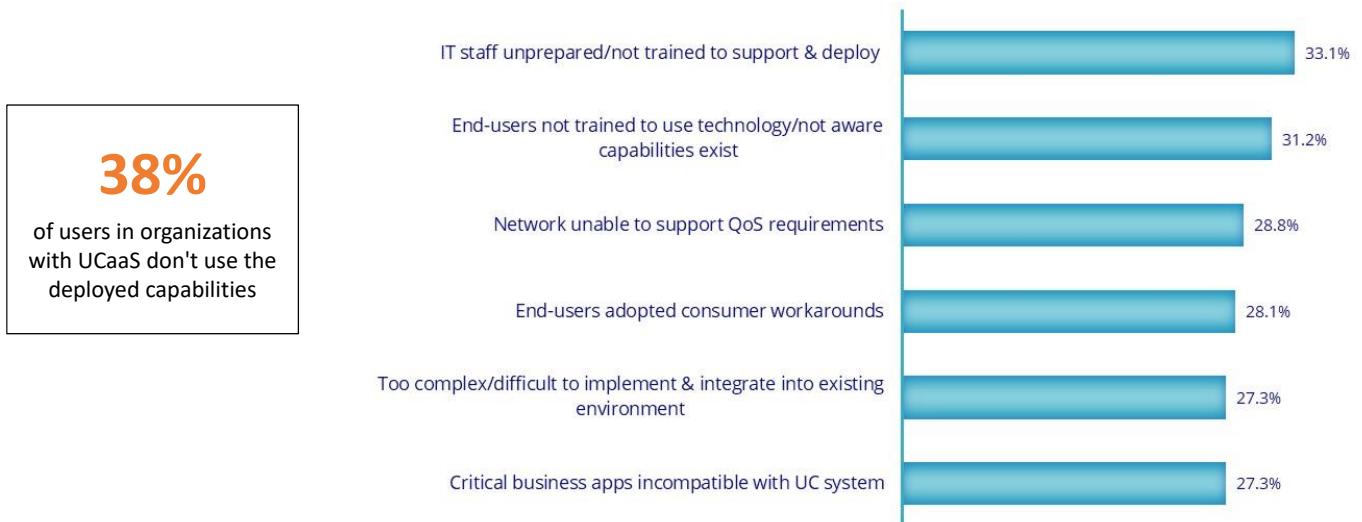 38%
of users in organizations
with UCaaS don't use the
deployed capabilities
IT staff unprepared/not trained to support & deploy
33.1%
End-users not trained to use technology/not aware
capabilities exist
31.2%
Network unable to support QoS requirements
28.8%
End-users adopted consumer workarounds
28.1%
Too complex/difficult to implement & integrate into existing
environment
27.3%
Critical business apps incompatible with UC system
27.3%